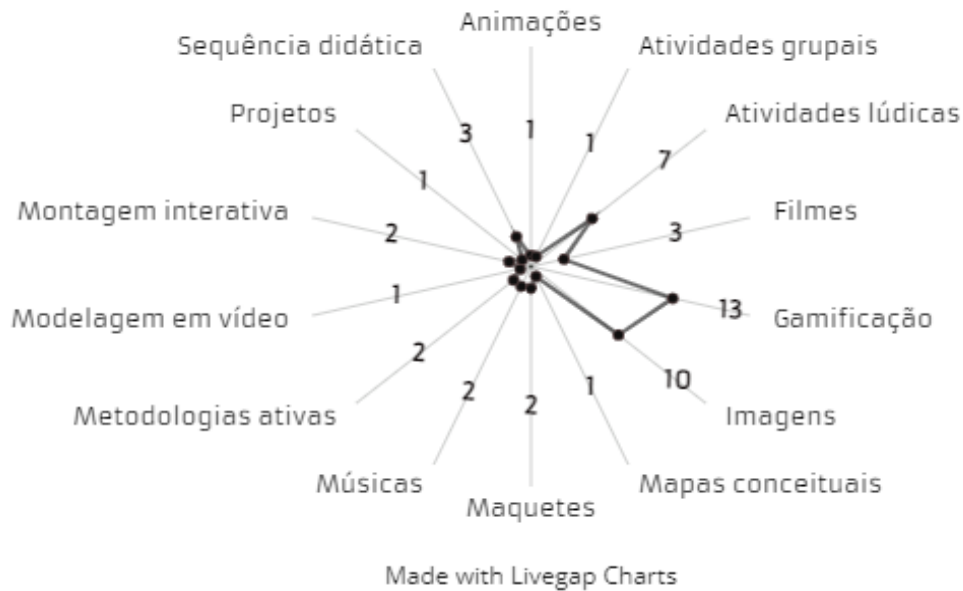 Animações
Sequência didática
Atividades grupais
Projetos
Atividades lúdicas
3
1
1
7
1
Montagem interativa
2
3
Filmes
Modelagem em vídeo
1
13
Gamificação
2
10
Metodologias ativas
2
2
1
Imagens
Músicas
Maquetes
Mapas conceituais
Made with Livegap Charts